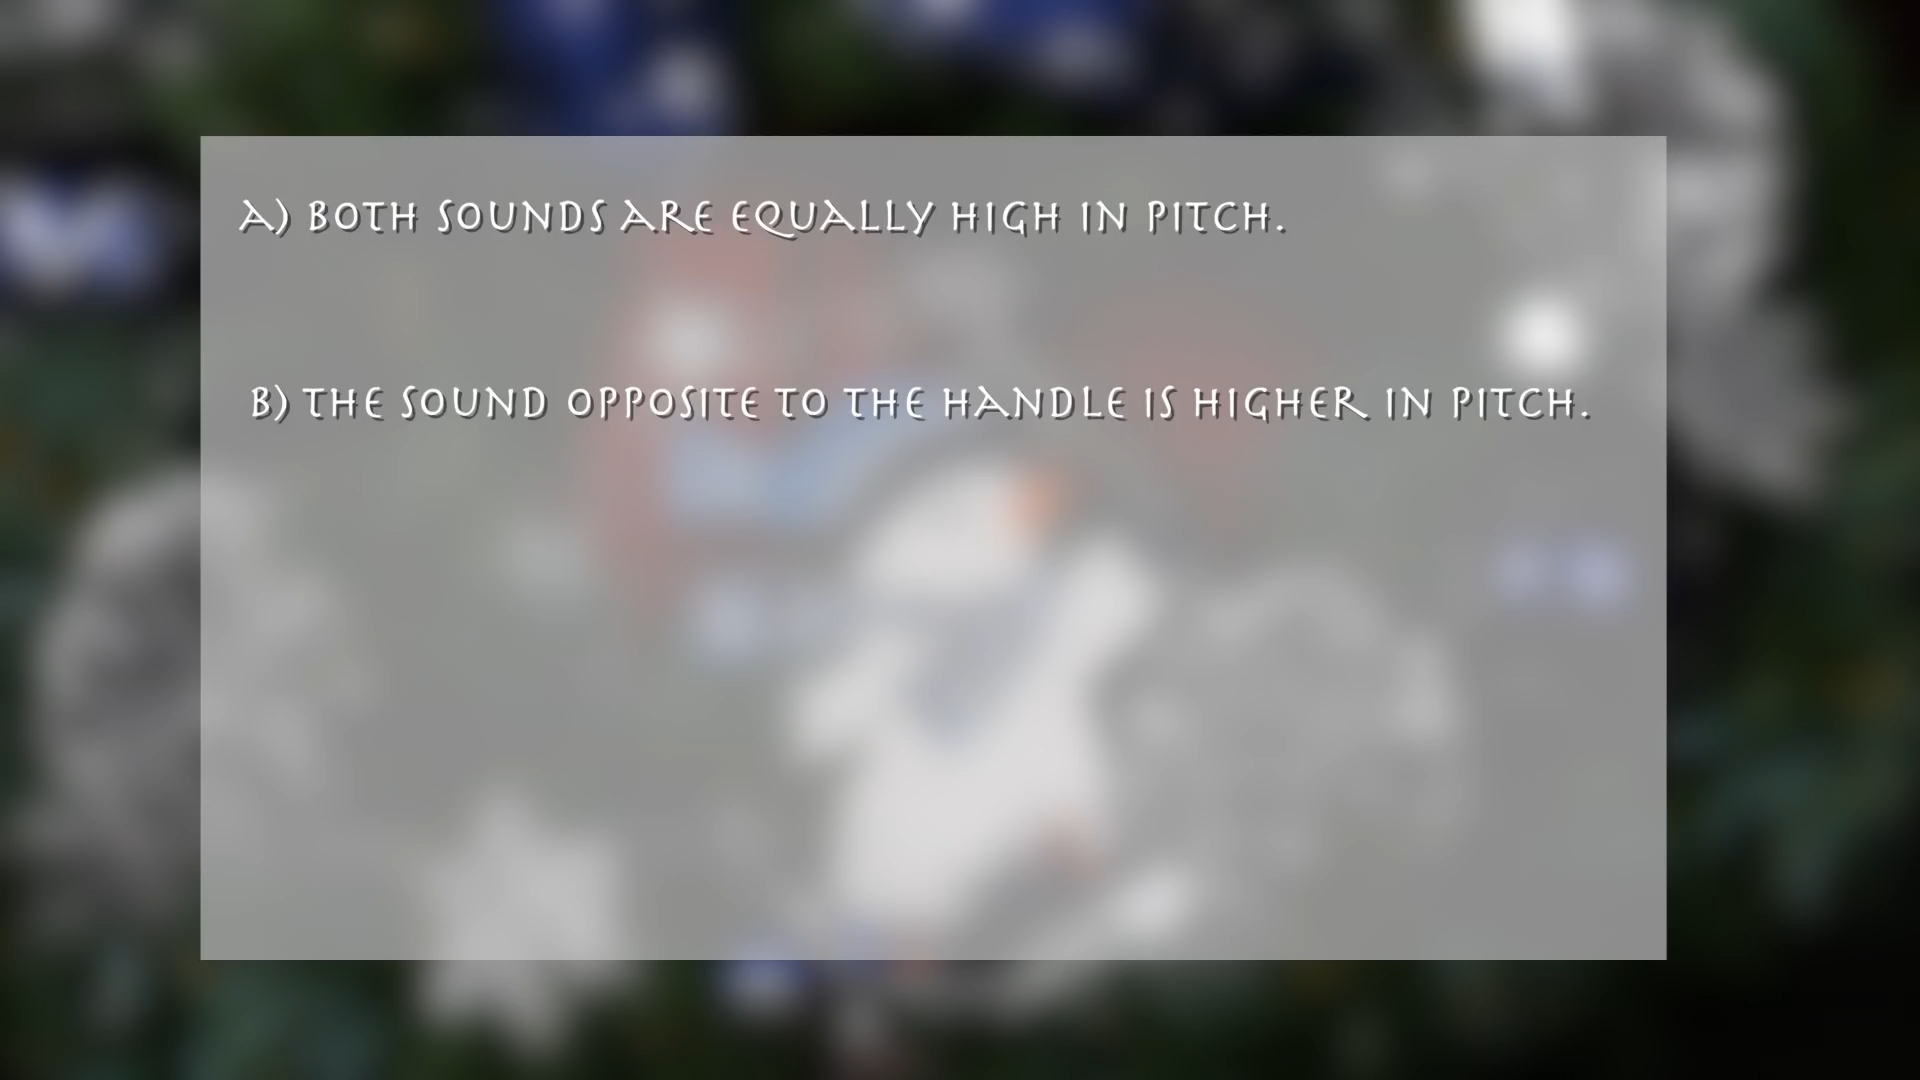 A) BOTH SOUNDS ARE EQUALLY HIGH IN PITCH.
B) THE SOUND OPPOSITE TO THE HANDLE IS HIGHER IN PITCH.